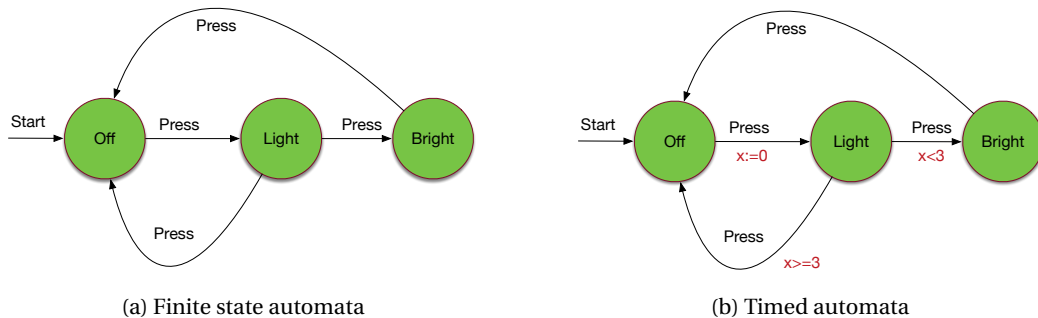 Press
Start
Off
Press
Light
Press
Bright
Press
(a) Finite state automata
Press
Start
Off
Press
x:=0
Light
Press
x<3
Bright
Press
x>=3
(b) Timed automata